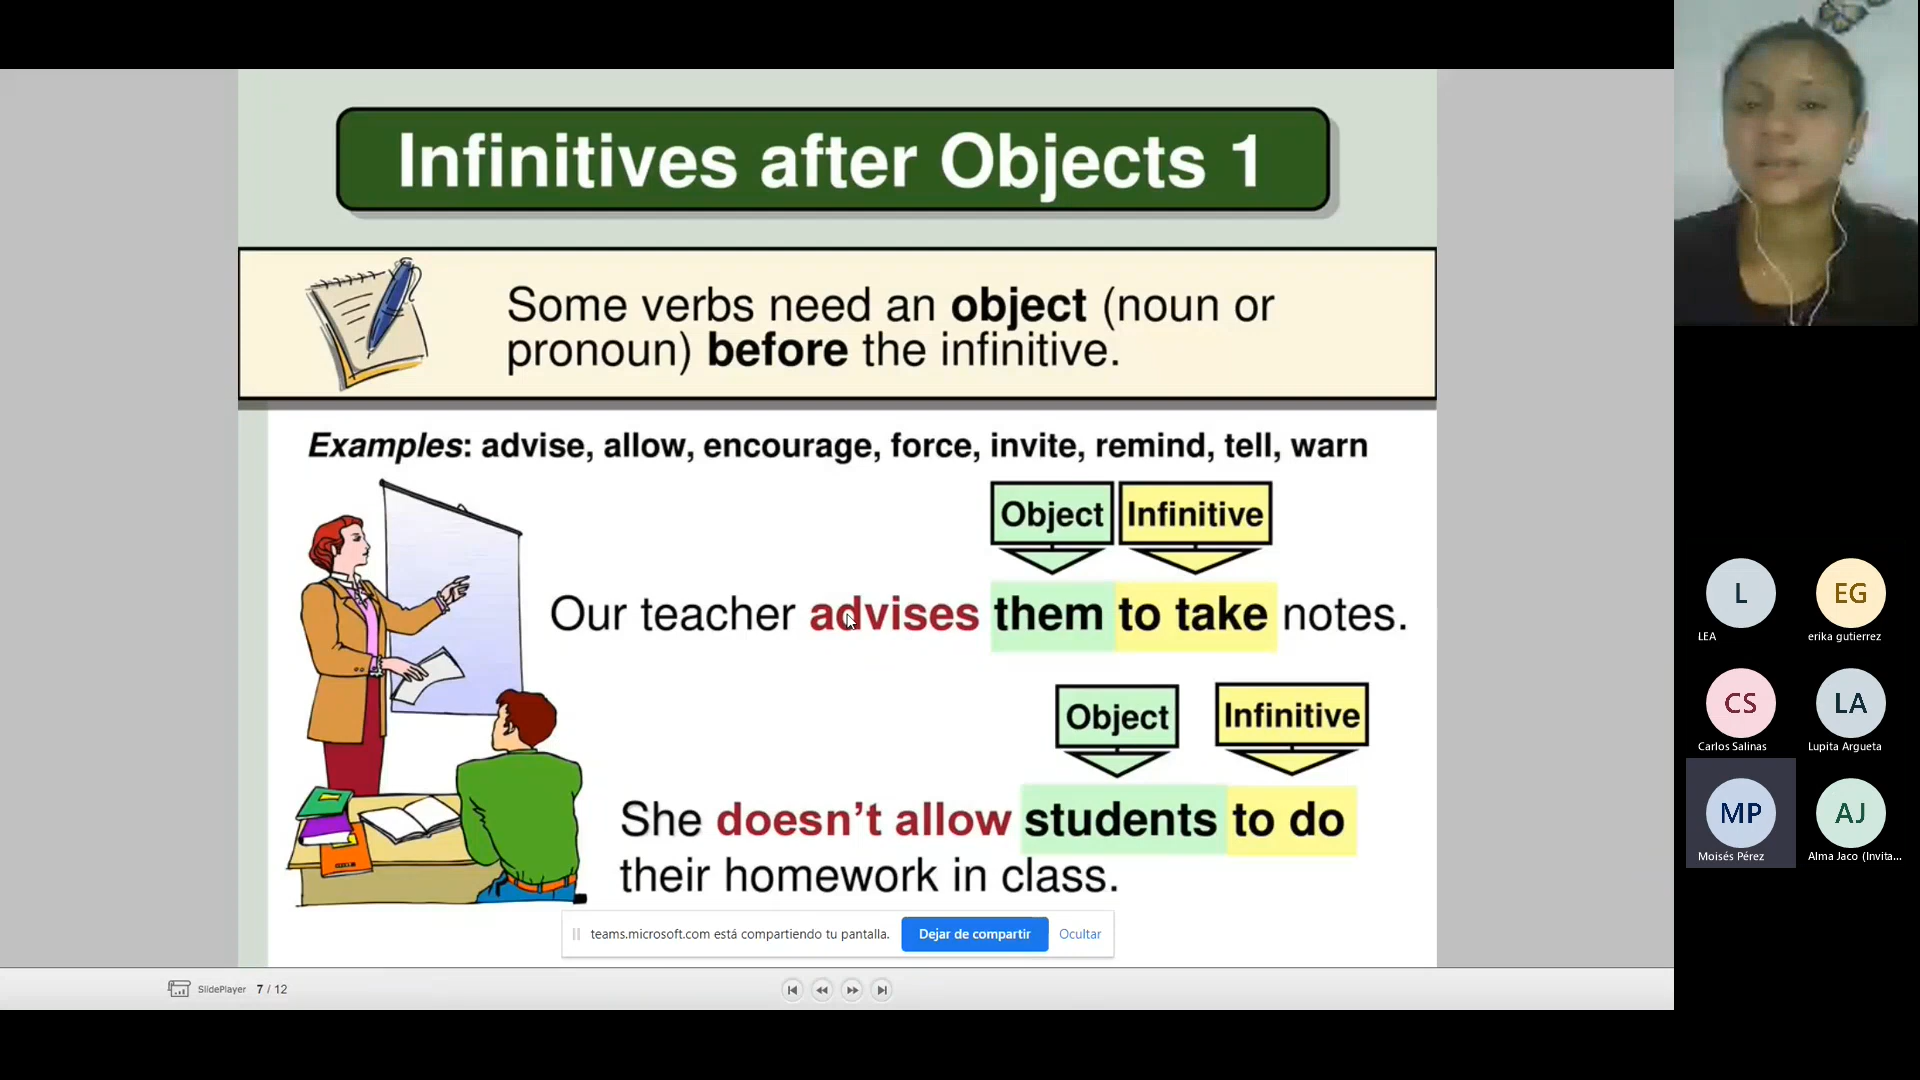 Infinitives after Objects 1
Some verbs need an object (noun or
pronoun) before the infinitive.
Examples: advise, allow, encourage, force, invite, remind, tell, warn
Object Infinitive
Our teacher advises them to take notes.
Object Infinitive
She doesn't allow students to do
their homework in class.
teams.microsoft.com está compartiendo tu pantalla. Dejar de compartir Ocultar
SlidePlayer 7 / 12
L EG
LEA erika gutierrez
CS LA
Carlos Salinas Lupita Argueta
MP AJ
Moisés Pérez Alma Jaco (Invita...